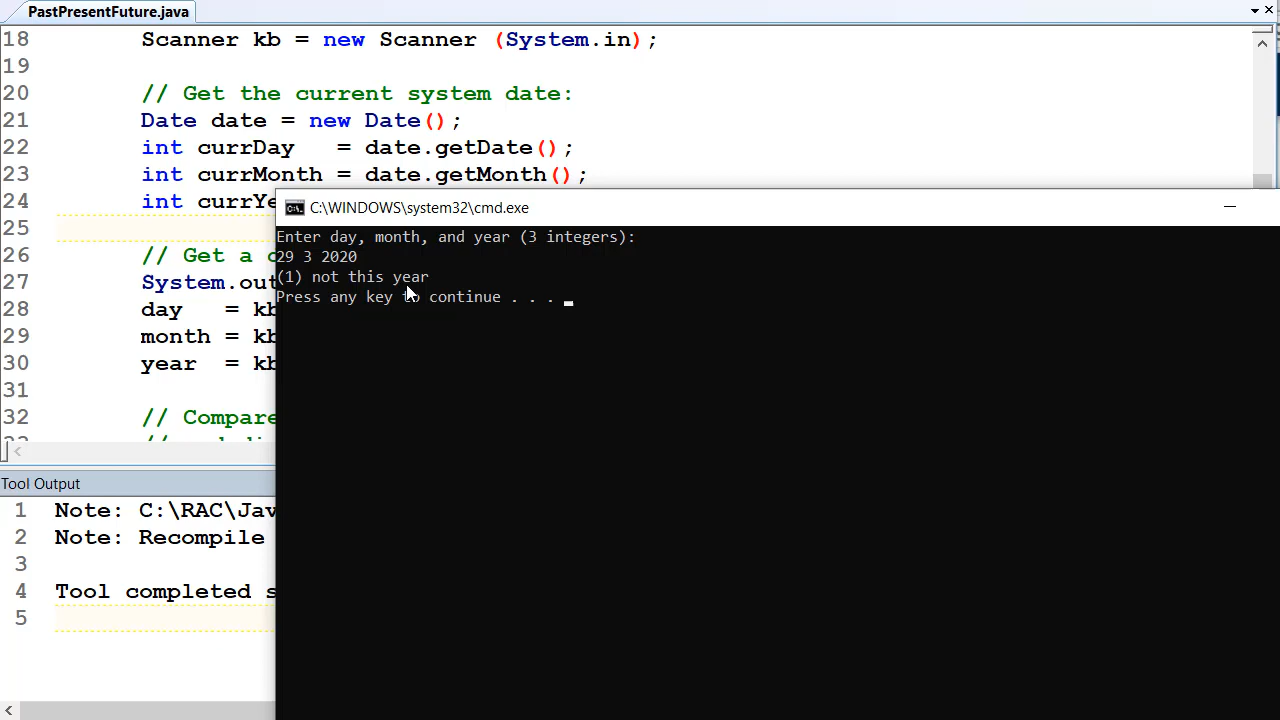 PastPresentFuture.java
18 Scanner kb = new Scanner (System.in);
19
20 // Get the current system date:
21 Date date = new Date();
22 int currDay = date.getDate();
23 int currMonth = date.getMonth();
24 int currYe
25
26 // Get a c
27 System.out
28 day = kb
29 month = kb
30 year = kb
31
32 // Compare
C:\WINDOWS\system32\cmd.exe
Enter day, month, and year (3 integers):
29 3 2020
(1) not this year
Press any key to continue . . .
Tool Output
1 Note: C:\RAC\Jav
2 Note: Recompile
3
4 Tool completed s
5